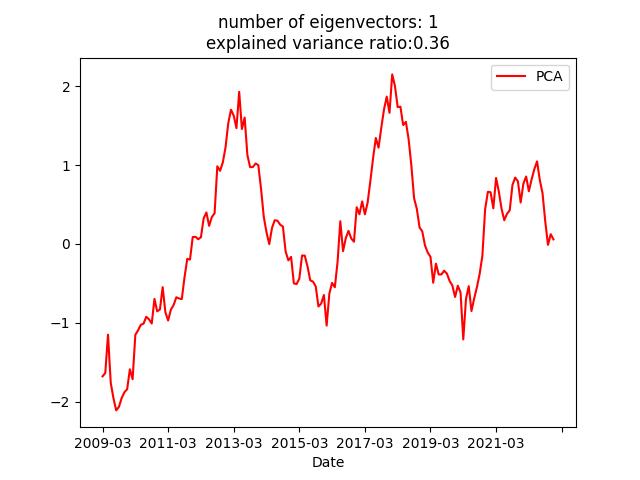 number of eigenvectors: 1
explained variance ratio:0.36
PCA
2
1
0
−1
−2
2009-03 2011-03 2013-03 2015-03 2017-03 2019-03 2021-03
Date